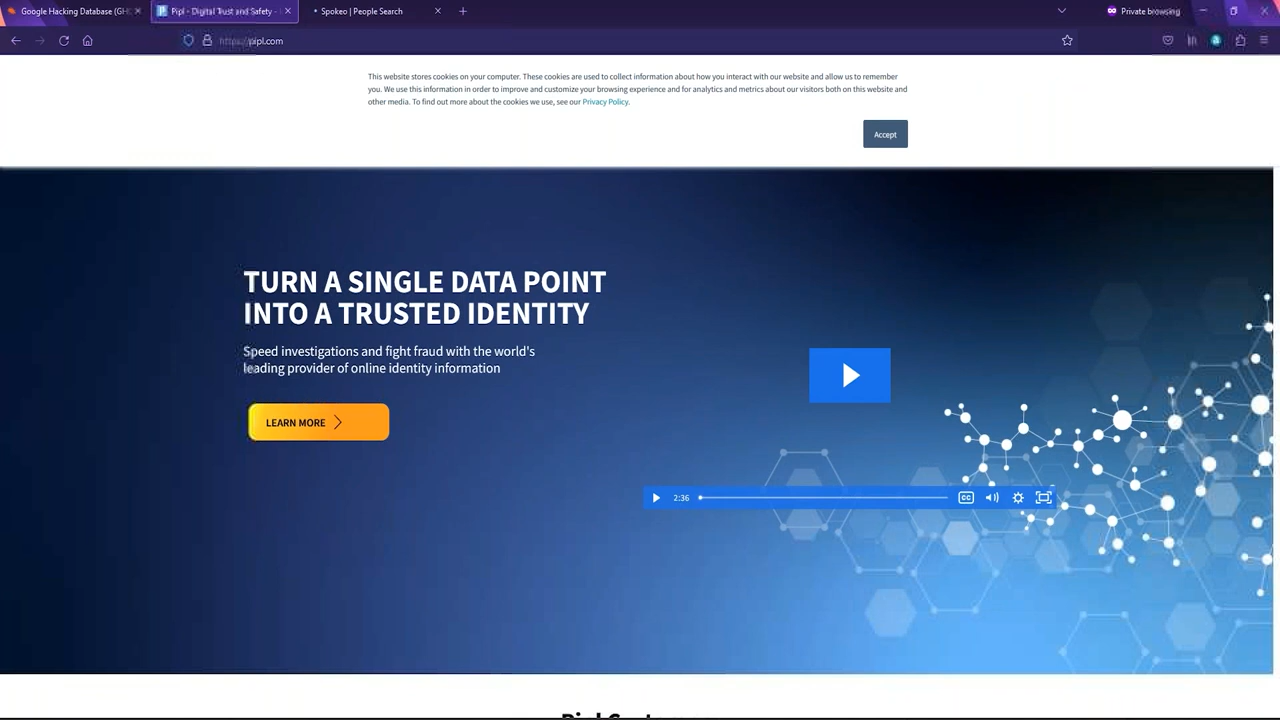 Google Hacking Database (GH
Pipl - Digital Trust and Safety -
Spokeo | People Search
Private browsing
https://pipl.com
This website stores cookies on your computer. These cookies are used to collect information about how you interact with our website and allow us to remember
you. We use this information in order to improve and customize your browsing experience and for analytics and metrics about our visitors both on this website and
other media. To find out more about the cookies we use, see our Privacy Policy.
Accept
TURN A SINGLE DATA POINT
INTO A TRUSTED IDENTITY
Speed investigations and fight fraud with the world's
leading provider of online identity information
LEARN MORE
2:36
CC